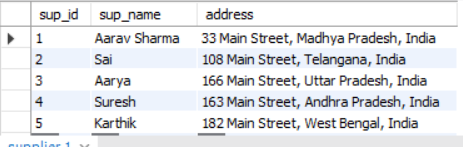 sup_id sup_name address
1 Aarav Sharma 33 Main Street, Madhya Pradesh, India
2 Sai 108 Main Street, Telangana, India
3 Aarya 166 Main Street, Uttar Pradesh, India
4 Suresh 163 Main Street, Andhra Pradesh, India
5 Karthik 182 Main Street, West Bengal, India
supplier 1